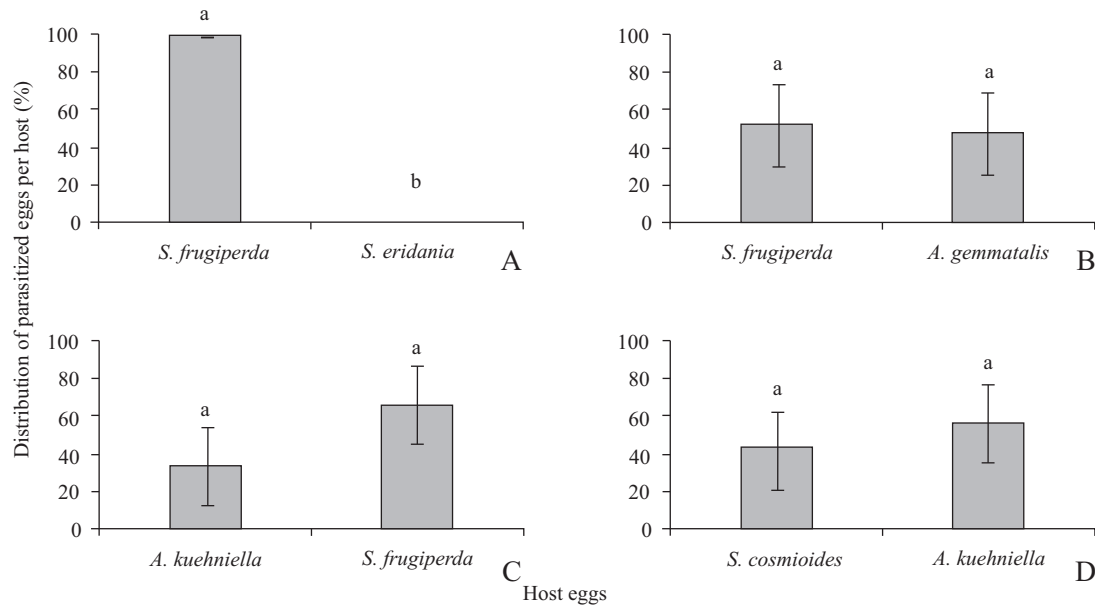 Distribution of parasitized eggs per host (%)
100
80
60
40
20
0
a
b
S. frugiperda S. eridania
A
100
80
60
40
20
0
a a
S. frugiperda A. gemmatalis
B
100
80
60
40
20
0
a
a
A. kuehniella S. frugiperda
C
100
80
60
40
20
0
a
a
S. cosmioides A. kuehniella
D
Host eggs